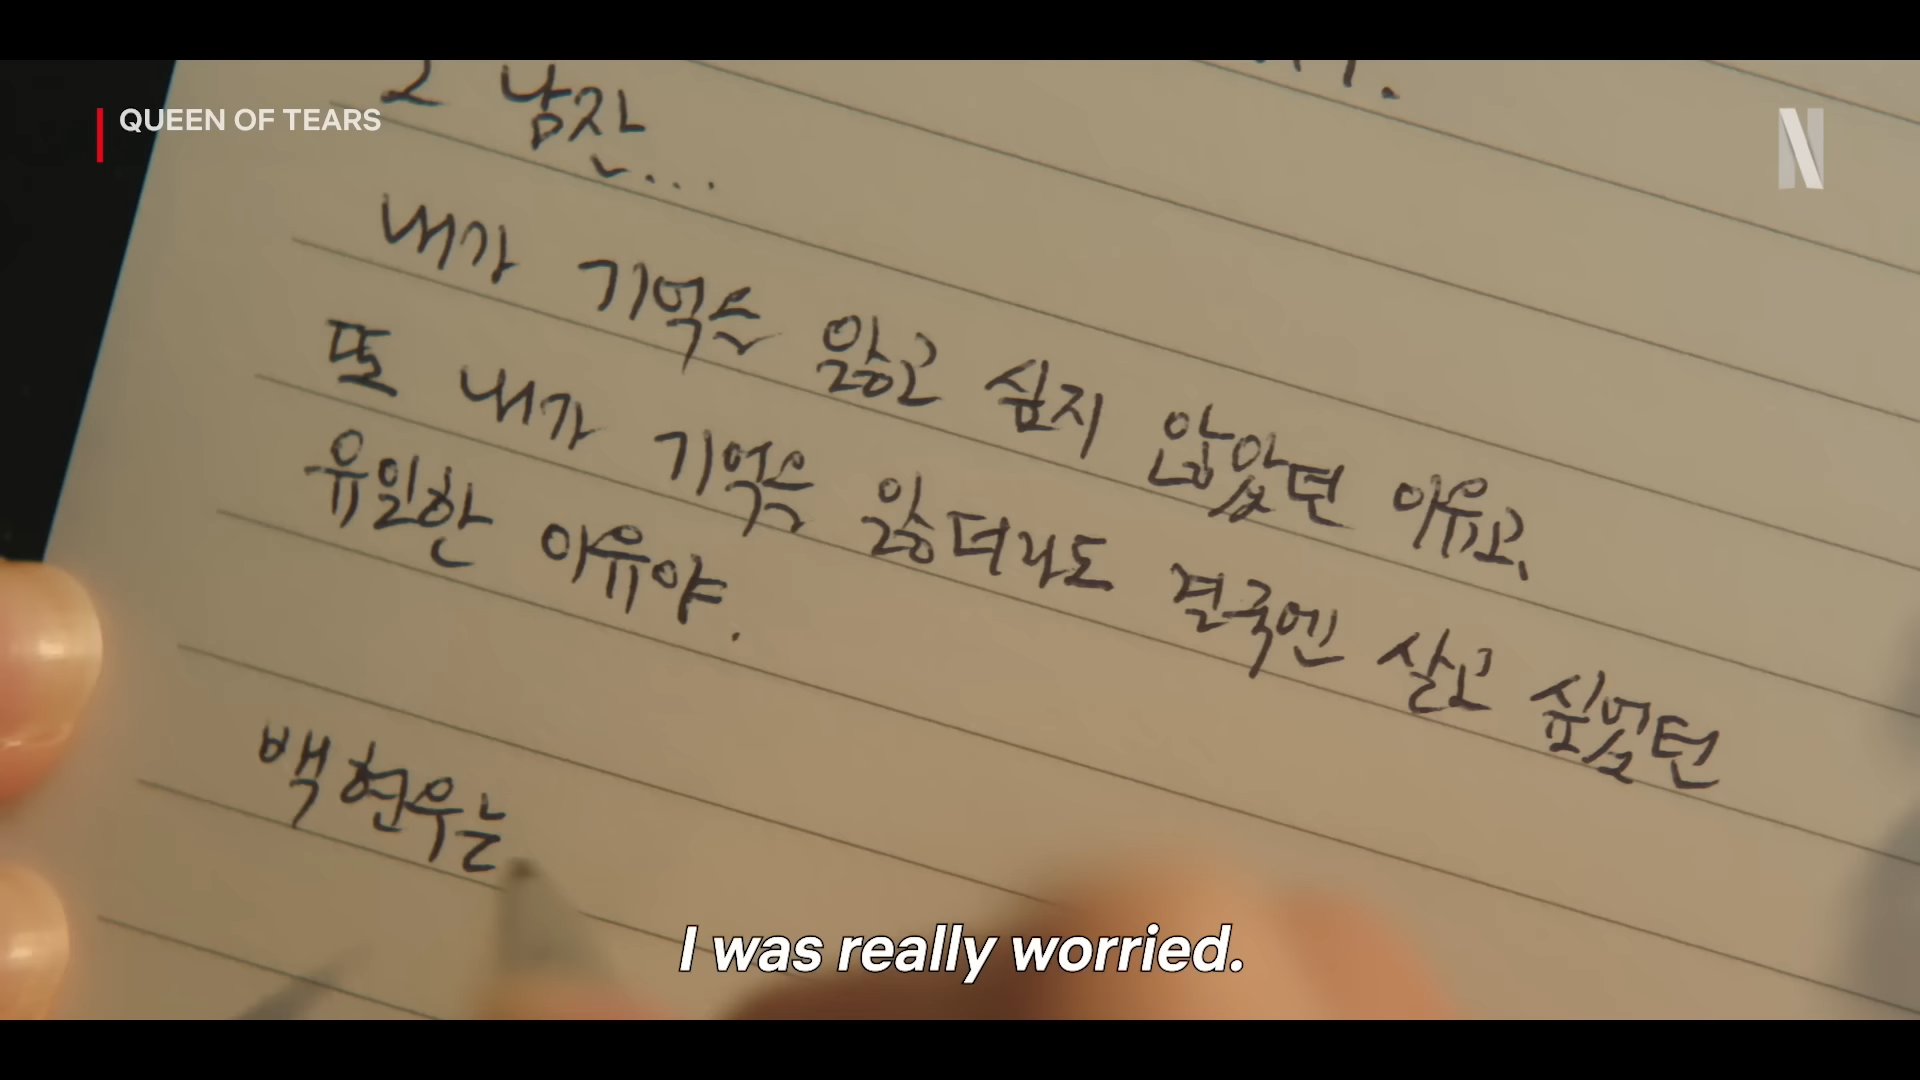 QUEEN OF TEARS
N
그 남잔...
내가 기억을 잃고 싶지 않았던 이유고,
또 내가 기억을 잃더라도 결국엔 살고 싶었던
유일한 이유야.
백현우는
I was really worried.